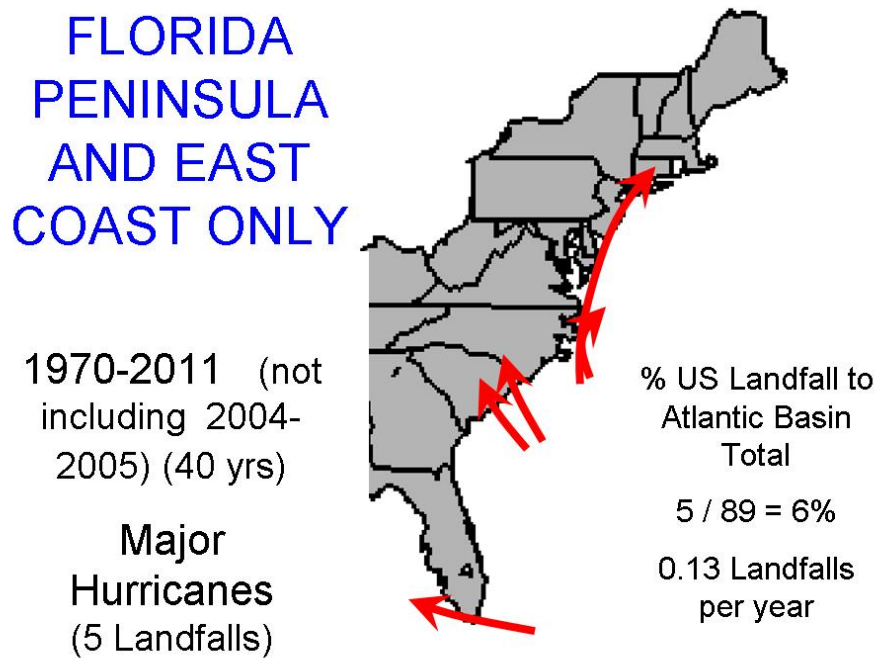 FLORIDA
PENINSULA
AND EAST
COAST ONLY
1970-2011 (not
including 2004-
2005) (40 yrs)
Major
Hurricanes
(5 Landfalls)
% US Landfall to
Atlantic Basin
Total
5 / 89 = 6%
0.13 Landfalls
per year